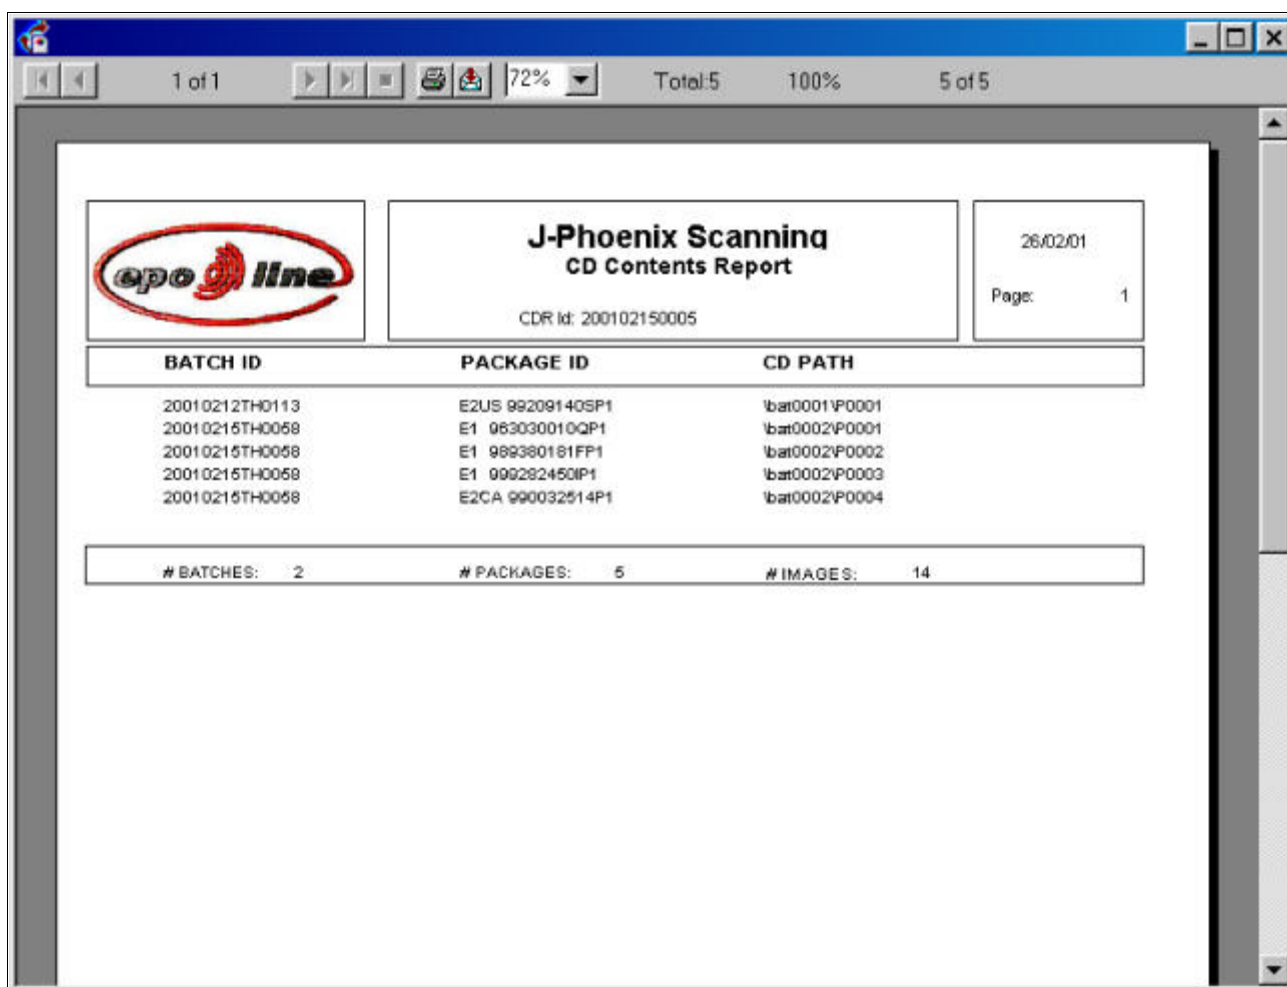 1 of 1 72% Total:5 100% 5 of 5
epo line
J-Phoenix Scanning
CD Contents Report
CDR Id: 200102150005
26/02/01
Page: 1
BATCH ID PACKAGE ID CD PATH
20010212TH0113 E2US 99209140SP1 \bat0001\P0001
20010215TH0058 E1 963030010QP1 \bat0002\P0001
20010215TH0058 E1 989380181FP1 \bat0002\P0002
20010215TH0058 E1 999282450IP1 \bat0002\P0003
20010215TH0058 E2CA 990032514P1 \bat0002\P0004
# BATCHES: 2 # PACKAGES: 5 # IMAGES: 14